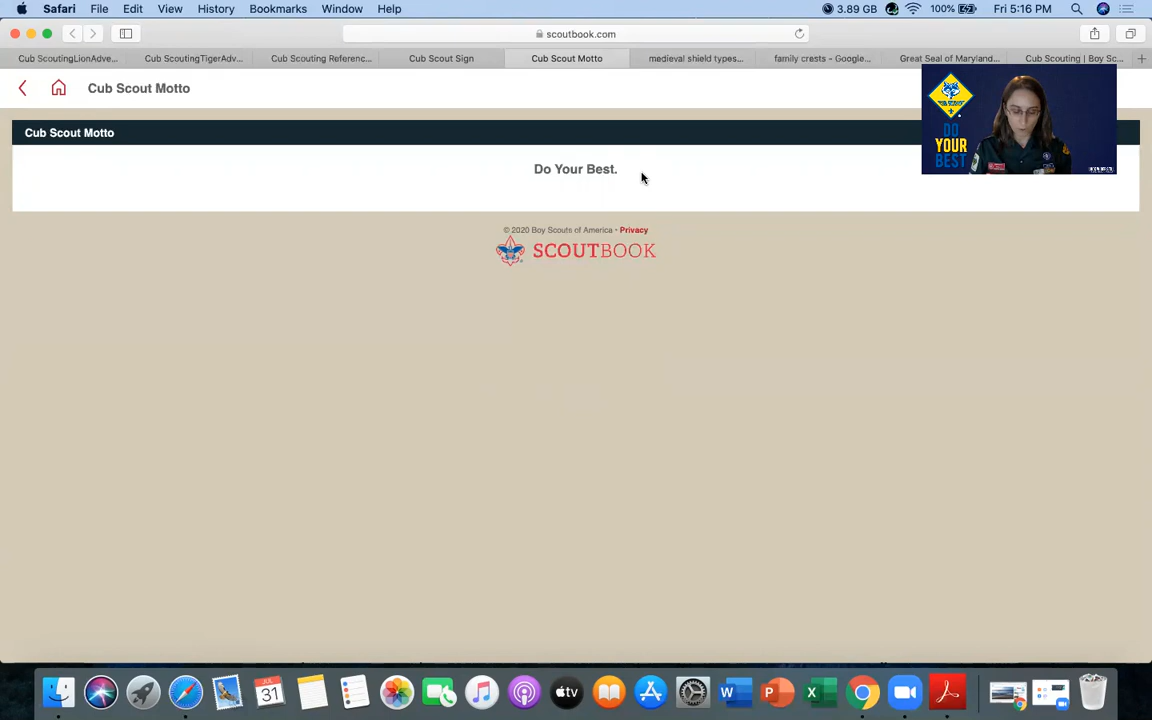 Safari File Edit View History Bookmarks Window Help 3.89 GB 100% Fri 5:16 PM
scoutbook.com
Cub ScoutingLionAdve... Cub ScoutingTigerAdv... Cub Scouting Referenc... Cub Scout Sign Cub Scout Motto medieval shield types... family crests - Google... Great Seal of Maryland... Cub Scouting | Boy Sc...
Cub Scout Motto
Cub Scout Motto
DO
YOUR
BEST
Do Your Best.
© 2020 Boy Scouts of America • Privacy
SCOUTBOOK
JUL
31
tv
W P X